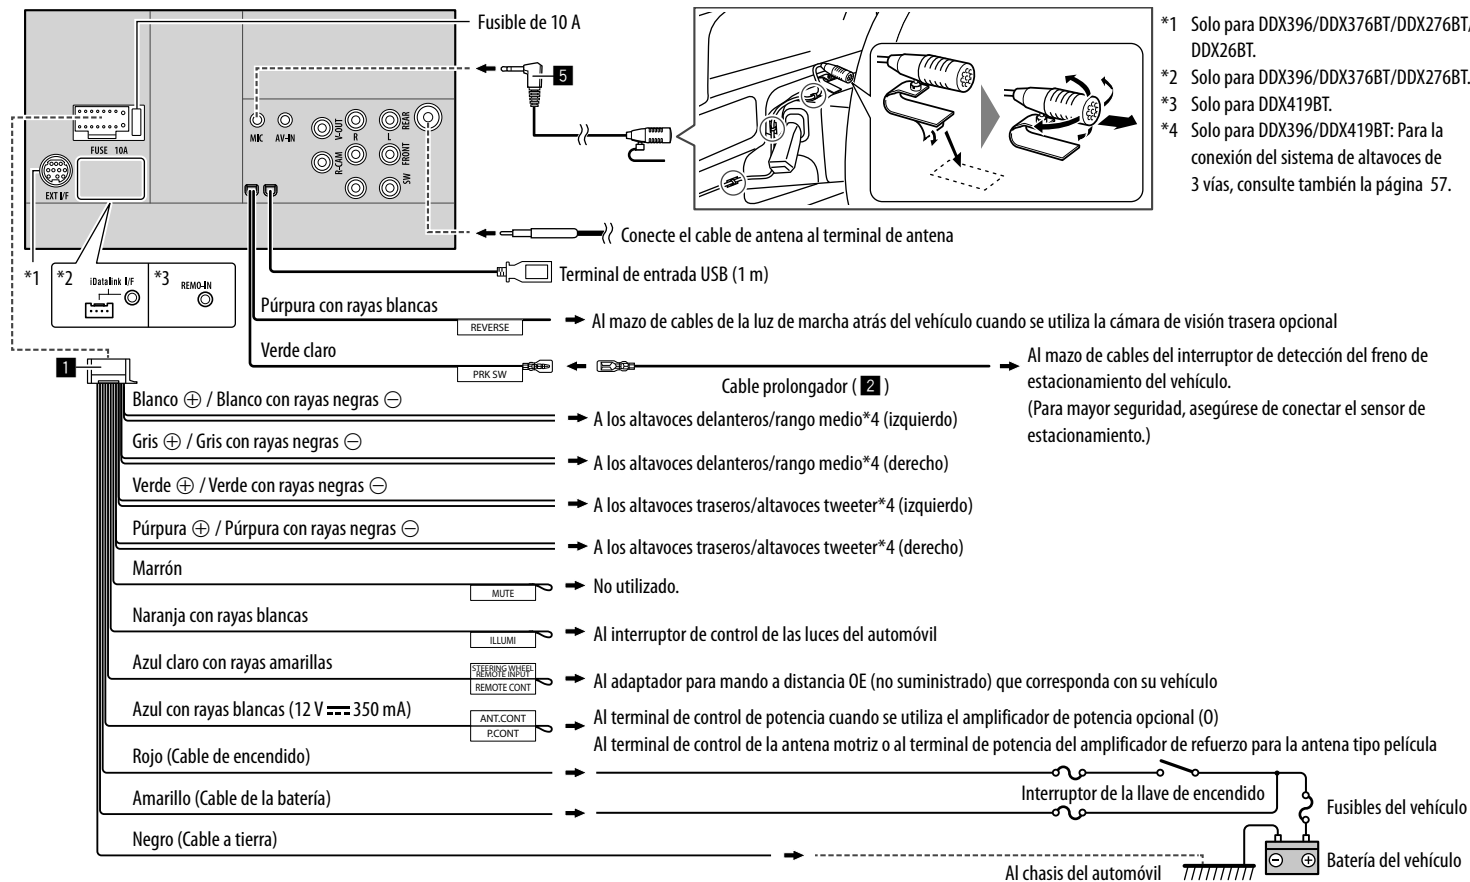 Fusible de 10 A
5
*1 Solo para DDX396/DDX376BT/DDX276BT/
DDX26BT.
*2 Solo para DDX396/DDX376BT/DDX276BT.
*3 Solo para DDX419BT.
*4 Solo para DDX396/DDX419BT: Para la
conexión del sistema de altavoces de
3 vías, consulte también la página 57.
FUSE 10A
EXT I/F
MIC
AV-IN
V-OUT
R-CAM
R
L
REAR
FRONT
SW
*1
*2
iDatalink I/F
*3
REMO-IN
Conecte el cable de antena al terminal de antena
Terminal de entrada USB (1 m)
Púrpura con rayas blancas
REVERSE
Al mazo de cables de la luz de marcha atrás del vehículo cuando se utiliza la cámara de visión trasera opcional
Verde claro
PRK SW
Cable prolongador ( 2 )
Al mazo de cables del interruptor de detección del freno de
estacionamiento del vehículo.
(Para mayor seguridad, asegúrese de conectar el sensor de
estacionamiento.)
1
Blanco ⊕ / Blanco con rayas negras ⊖
A los altavoces delanteros/rango medio*4 (izquierdo)
Gris ⊕ / Gris con rayas negras ⊖
A los altavoces delanteros/rango medio*4 (derecho)
Verde ⊕ / Verde con rayas negras ⊖
A los altavoces traseros/altavoces tweeter*4 (izquierdo)
Púrpura ⊕ / Púrpura con rayas negras ⊖
A los altavoces traseros/altavoces tweeter*4 (derecho)
Marrón
MUTE
No utilizado.
Naranja con rayas blancas
ILLUMI
Al interruptor de control de las luces del automóvil
Azul claro con rayas amarillas
STEERING WHEEL
REMOTE INPUT
REMOTE CONT
Al adaptador para mando a distancia OE (no suministrado) que corresponda con su vehículo
Azul con rayas blancas (12 V ⎓ 350 mA)
ANT.CONT
P.CONT
Al terminal de control de potencia cuando se utiliza el amplificador de potencia opcional (O)
Al terminal de control de la antena motriz o al terminal de potencia del amplificador de refuerzo para la antena tipo película
Rojo (Cable de encendido)
Interruptor de la llave de encendido
Amarillo (Cable de la batería)
Fusibles del vehículo
Negro (Cable a tierra)
Al chasis del automóvil
⊖ ⊕
Batería del vehículo